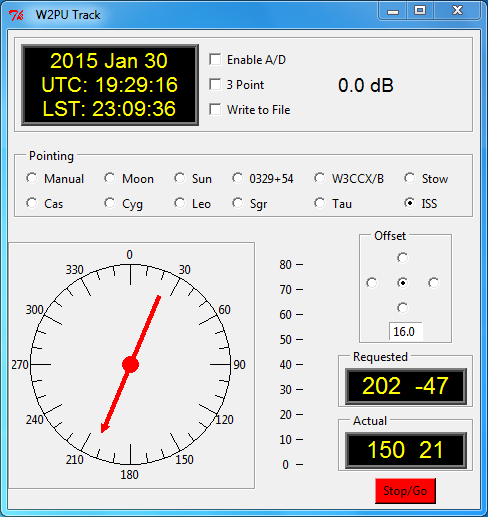 W2PU Track
2015 Jan 30
UTC: 19:29:16
LST: 23:09:36
Enable A/D
3 Point
Write to File
0.0 dB
Pointing
Manual Moon Sun 0329+54 W3CCX/B Stow
Cas Cyg Leo Sgr Tau ISS
0
30
60
90
120
150
180
210
240
270
300
330
80
70
60
50
40
30
20
10
0
Offset
16.0
Requested
202 -47
Actual
150 21
Stop/Go